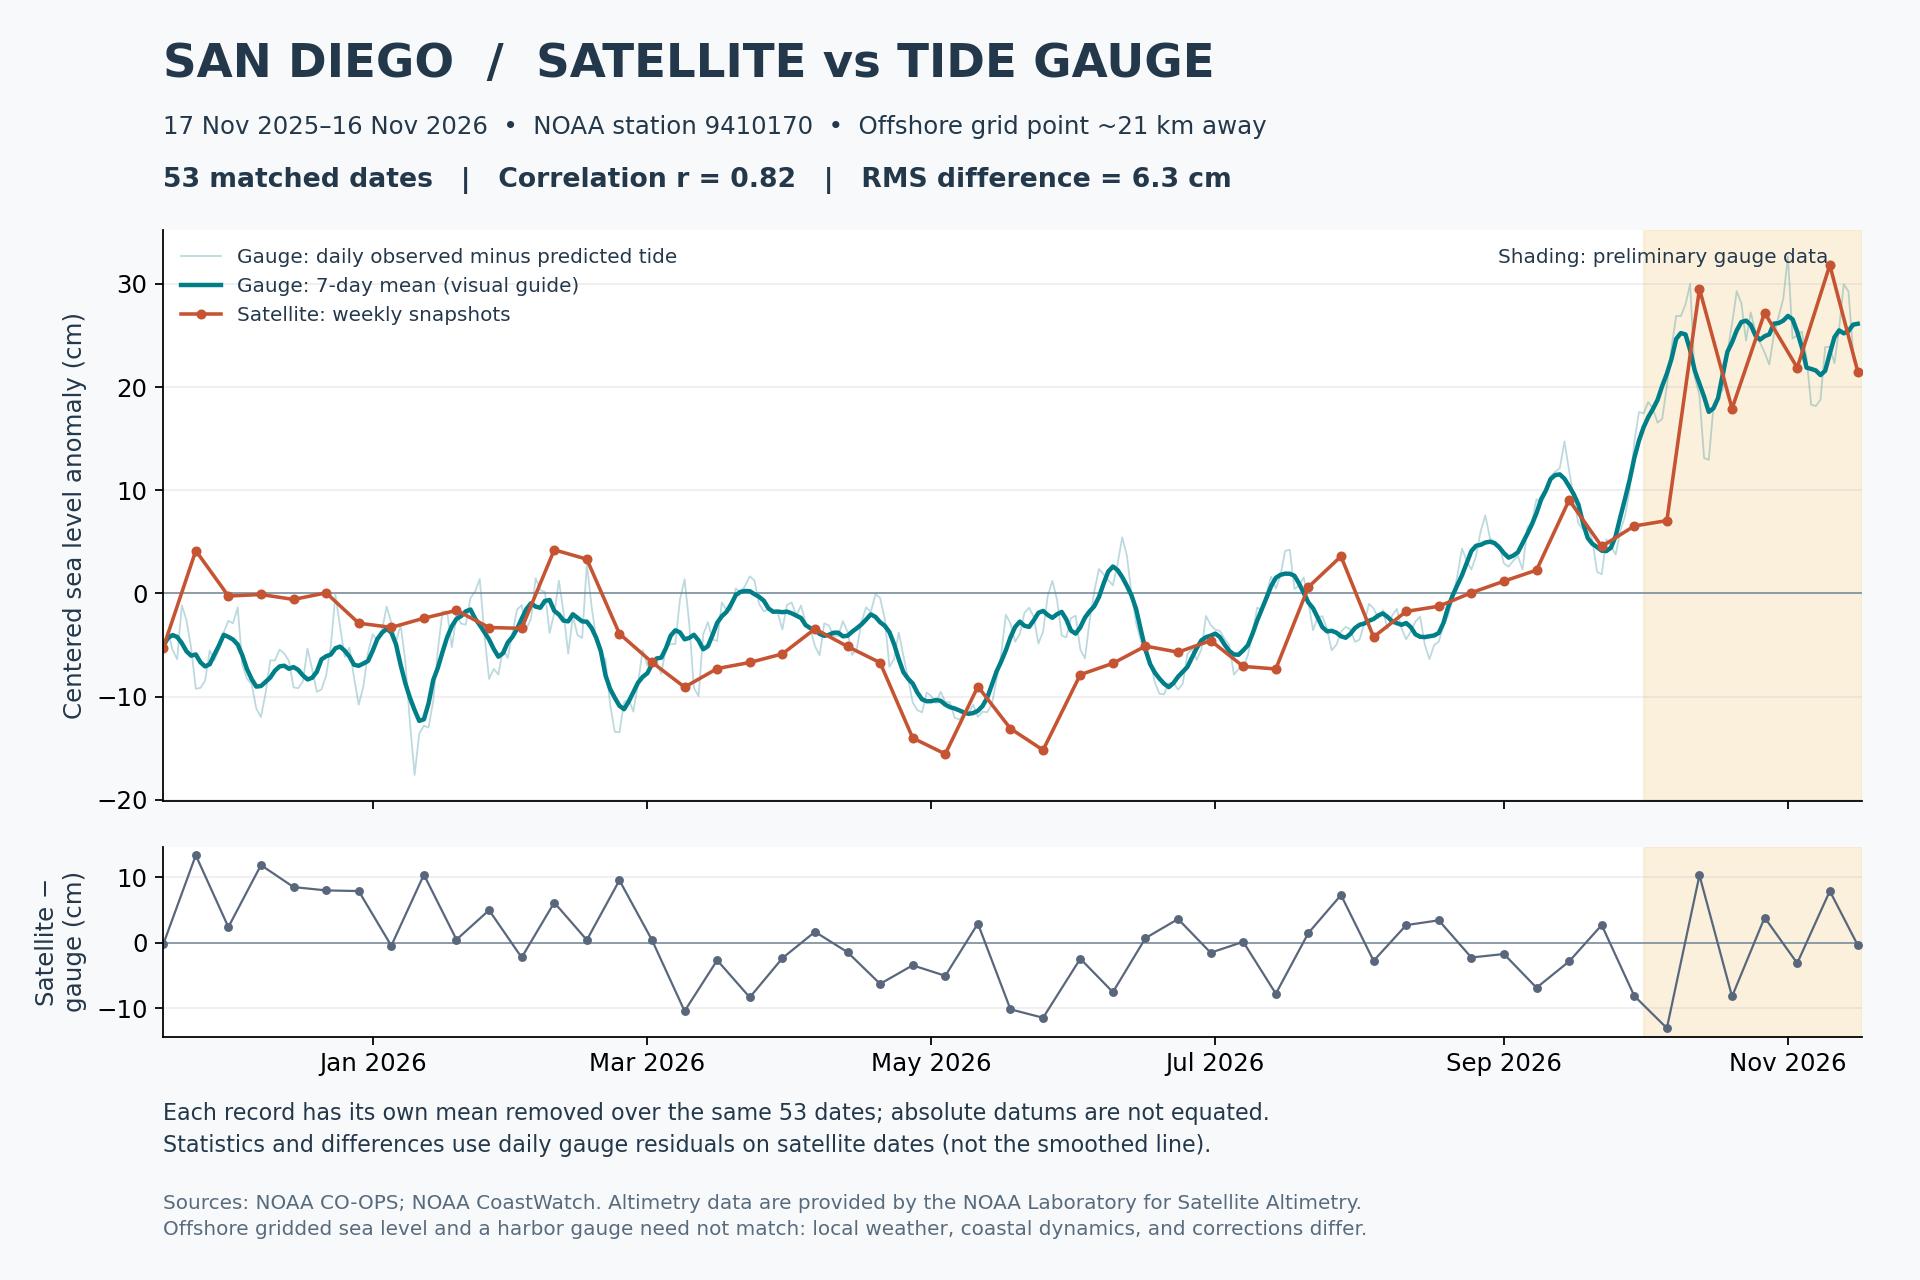 SAN DIEGO / SATELLITE vs TIDE GAUGE
17 Nov 2025–16 Nov 2026 • NOAA station 9410170 • Offshore grid point ~21 km away
53 matched dates | Correlation r = 0.82 | RMS difference = 6.3 cm
Gauge: daily observed minus predicted tide
Gauge: 7-day mean (visual guide)
Satellite: weekly snapshots
Shading: preliminary gauge data
Centered sea level anomaly (cm)
30
20
10
0
−10
−20
Satellite −
gauge (cm)
10
0
−10
Jan 2026 Mar 2026 May 2026 Jul 2026 Sep 2026 Nov 2026
Each record has its own mean removed over the same 53 dates; absolute datums are not equated.
Statistics and differences use daily gauge residuals on satellite dates (not the smoothed line).
Sources: NOAA CO-OPS; NOAA CoastWatch. Altimetry data are provided by the NOAA Laboratory for Satellite Altimetry.
Offshore gridded sea level and a harbor gauge need not match: local weather, coastal dynamics, and corrections differ.